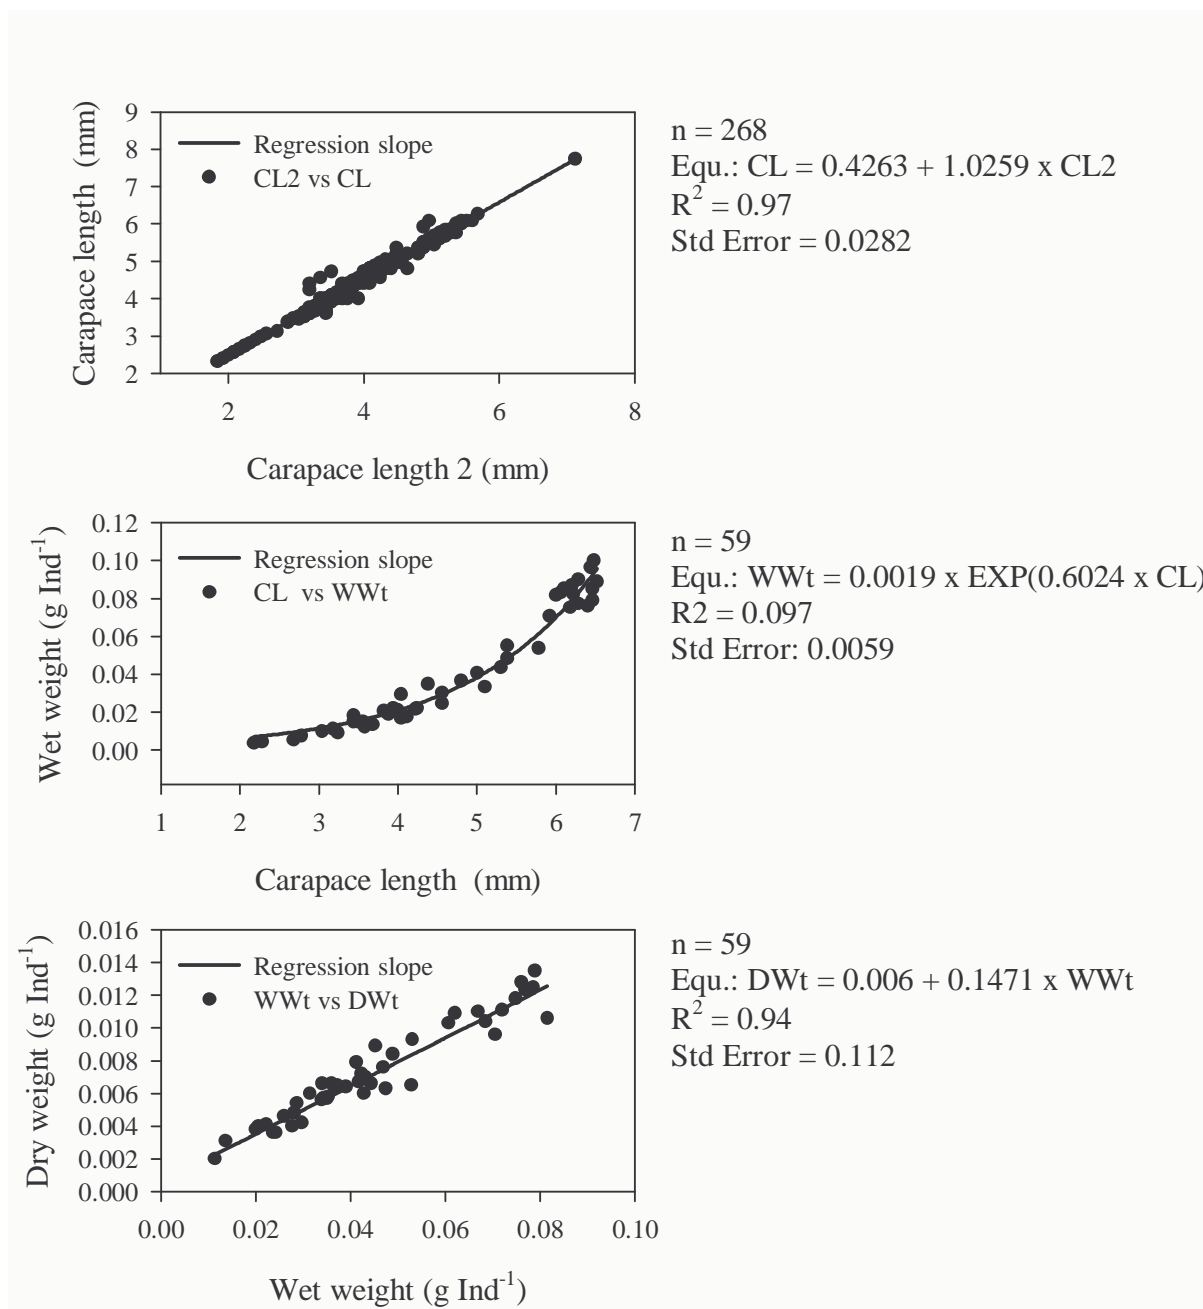 Carapace length (mm)
9
8
7
6
5
4
3
2
Regression slope
CL2 vs CL
2
4
6
8
Carapace length 2 (mm)
n = 268
Equ.: CL = 0.4263 + 1.0259 x CL2
R² = 0.97
Std Error = 0.0282
Wet weight (g Ind⁻¹)
0.12
0.10
0.08
0.06
0.04
0.02
0.00
Regression slope
CL vs WWt
1
2
3
4
5
6
7
Carapace length (mm)
n = 59
Equ.: WWt = 0.0019 x EXP(0.6024 x CL)
R2 = 0.097
Std Error: 0.0059
Dry weight (g Ind⁻¹)
0.016
0.014
0.012
0.010
0.008
0.006
0.004
0.002
0.000
Regression slope
WWt vs DWt
0.00
0.02
0.04
0.06
0.08
0.10
Wet weight (g Ind⁻¹)
n = 59
Equ.: DWt = 0.006 + 0.1471 x WWt
R² = 0.94
Std Error = 0.112